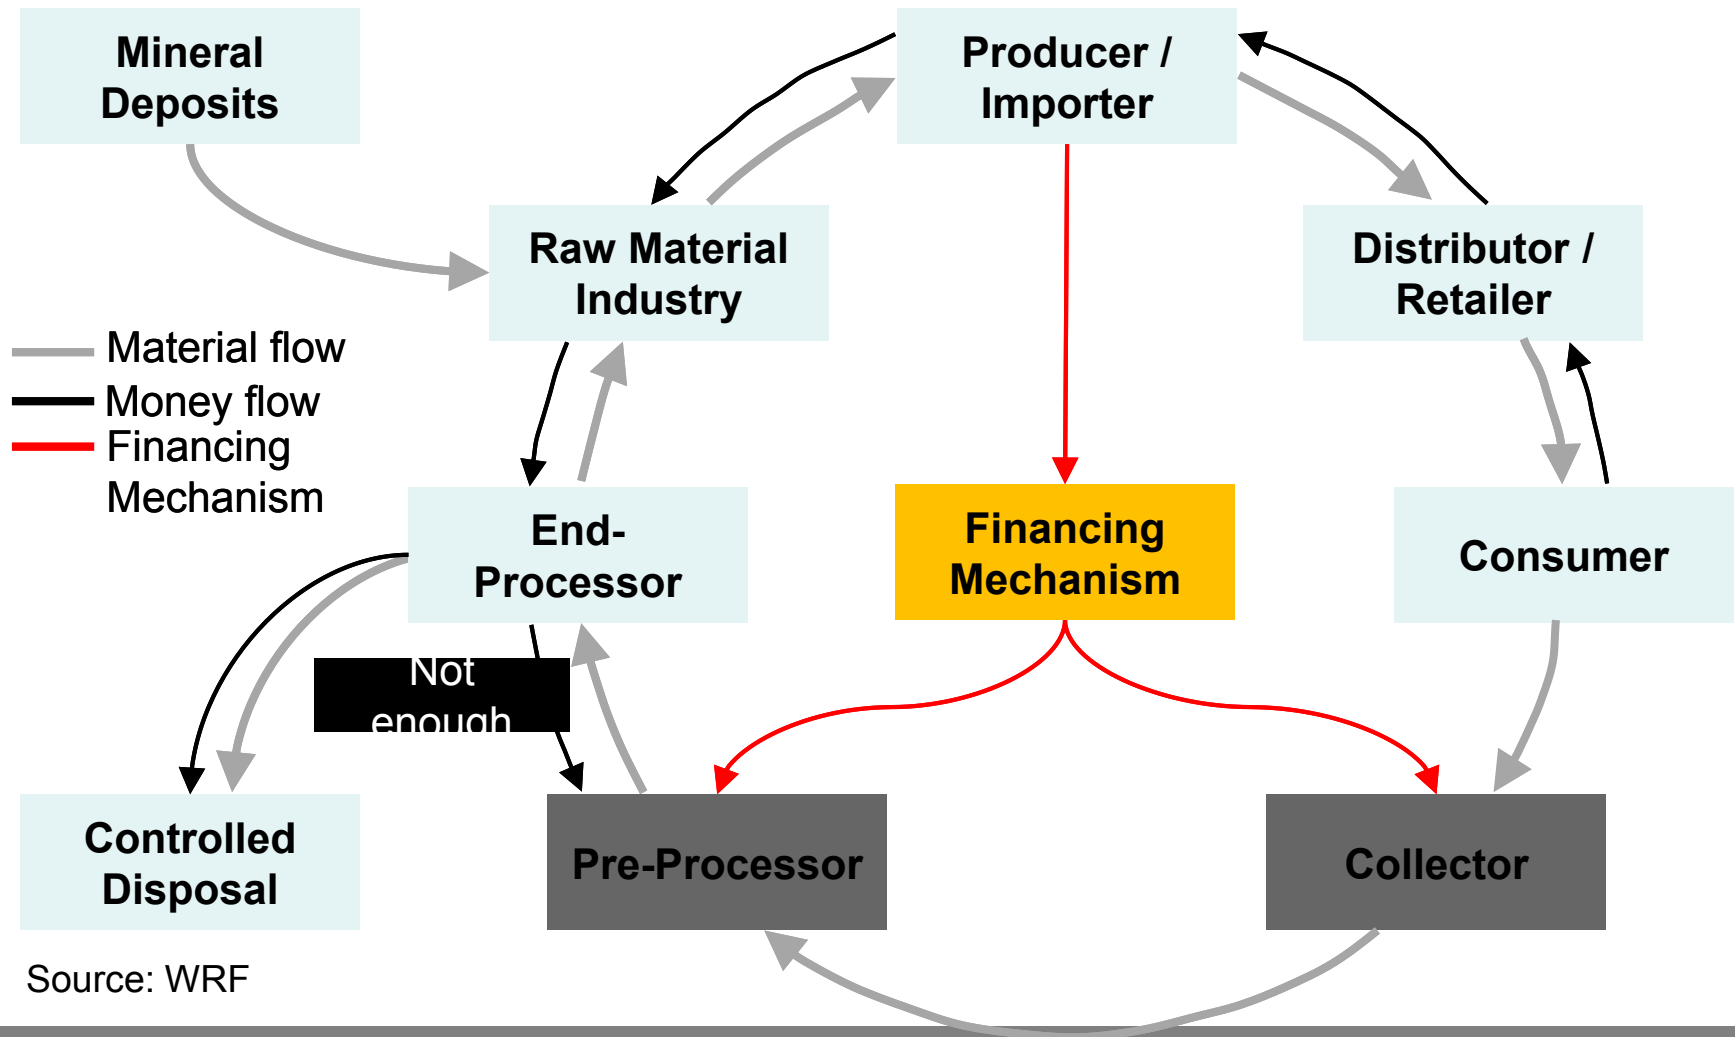 Mineral
Deposits
Producer /
Importer
Raw Material
Industry
Distributor /
Retailer
Material flow
Money flow
Financing
Mechanism
End-
Processor
Financing
Mechanism
Consumer
Not
enough
Controlled
Disposal
Pre-Processor
Collector
Source: WRF